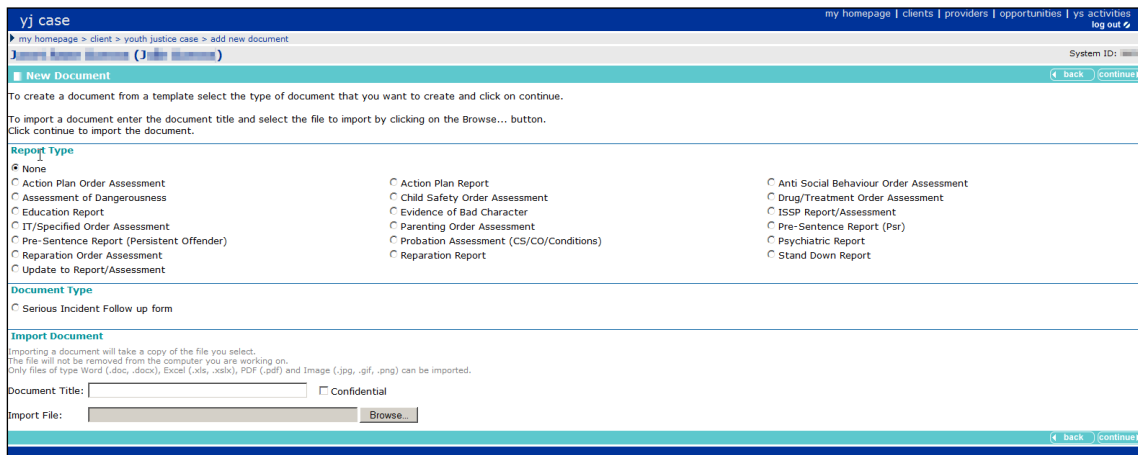 yj case
my homepage | clients | providers | opportunities | ys activities
log out
my homepage > client > youth justice case > add new document
System ID:
New Document
back continue
To create a document from a template select the type of document that you want to create and click on continue.
To import a document enter the document title and select the file to import by clicking on the Browse... button.
Click continue to import the document.
Report Type
None
Action Plan Order Assessment Action Plan Report Anti Social Behaviour Order Assessment
Assessment of Dangerousness Child Safety Order Assessment Drug/Treatment Order Assessment
Education Report Evidence of Bad Character ISSP Report/Assessment
IT/Specified Order Assessment Parenting Order Assessment Pre-Sentence Report (Psr)
Pre-Sentence Report (Persistent Offender) Probation Assessment (CS/CO/Conditions) Psychiatric Report
Reparation Order Assessment Reparation Report Stand Down Report
Update to Report/Assessment
Document Type
Serious Incident Follow up form
Import Document
Importing a document will take a copy of the file you select.
The file will not be removed from the computer you are working on.
Only files of type Word (.doc, .docx), Excel (.xls, .xslx), PDF (.pdf) and Image (.jpg, .gif, .png) can be imported.
Document Title: Confidential
Import File: Browse...
back continue